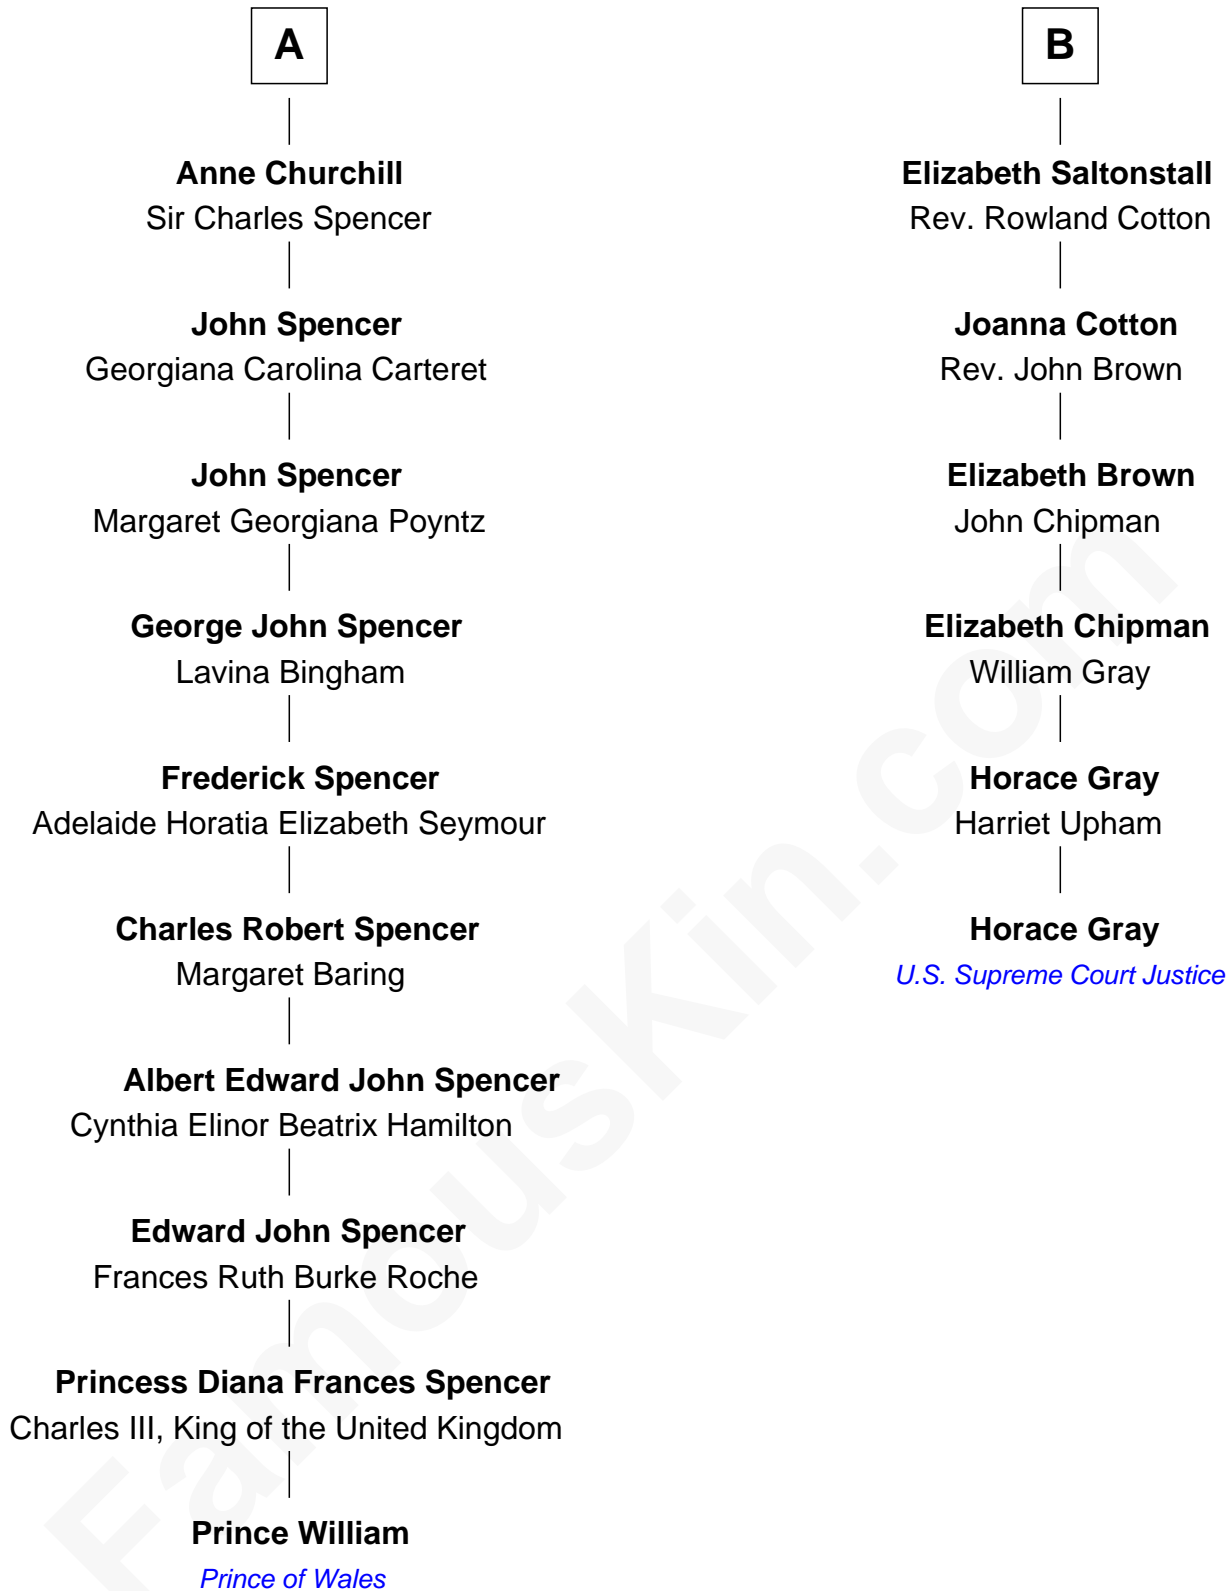 A
Anne Churchill
Sir Charles Spencer
John Spencer
Georgiana Carolina Carteret
John Spencer
Margaret Georgiana Poyntz
George John Spencer
Lavina Bingham
Frederick Spencer
Adelaide Horatia Elizabeth Seymour
Charles Robert Spencer
Margaret Baring
Albert Edward John Spencer
Cynthia Elinor Beatrix Hamilton
Edward John Spencer
Frances Ruth Burke Roche
Princess Diana Frances Spencer
Charles III, King of the United Kingdom
Prince William
Prince of Wales
B
Elizabeth Saltonstall
Rev. Rowland Cotton
Joanna Cotton
Rev. John Brown
Elizabeth Brown
John Chipman
Elizabeth Chipman
William Gray
Horace Gray
Harriet Upham
Horace Gray
U.S. Supreme Court Justice
FamousKin.com